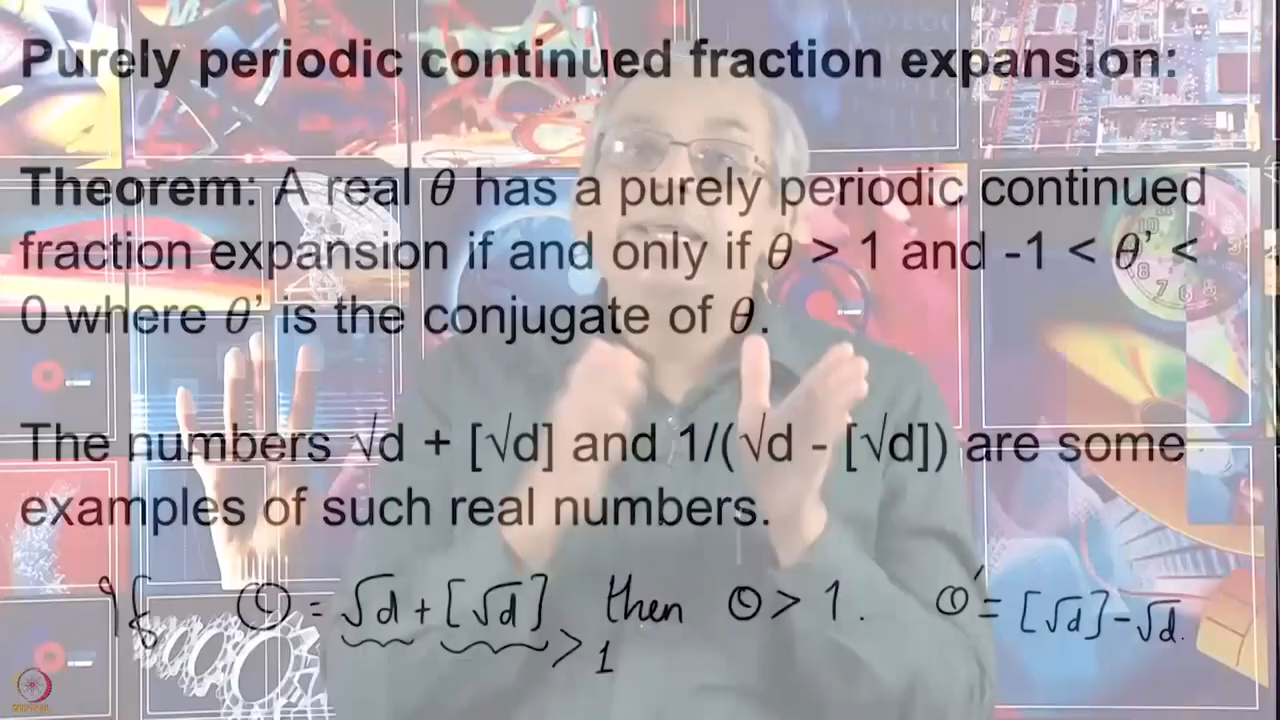 Purely periodic continued fraction expansion:
Theorem: A real θ has a purely periodic continued
fraction expansion if and only if θ > 1 and -1 < θ' <
0 where θ' is the conjugate of θ.
The numbers √d + [√d] and 1/(√d - [√d]) are some
examples of such real numbers.
If θ = √d + [√d] then θ > 1. θ' = [√d] - √d.
> 1